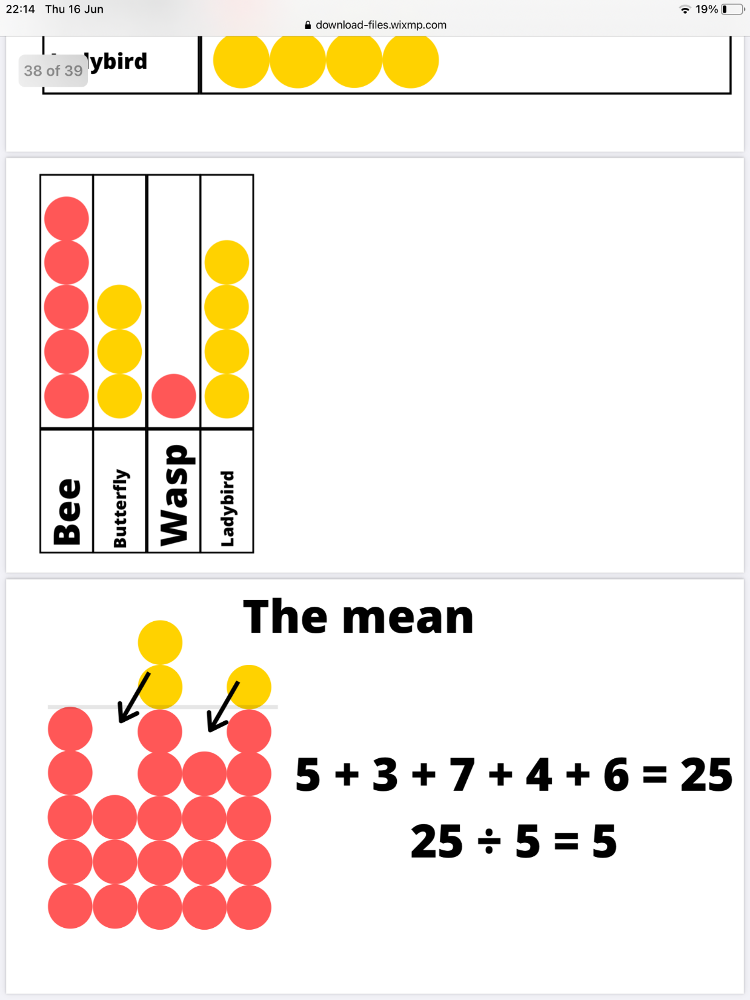 22:14 Thu 16 Jun
19%
download-files.wixmp.com
38 of 39
dybird
Bee
Butterfly
Wasp
Ladybird
The mean
5 + 3 + 7 + 4 + 6 = 25
25 ÷ 5 = 5